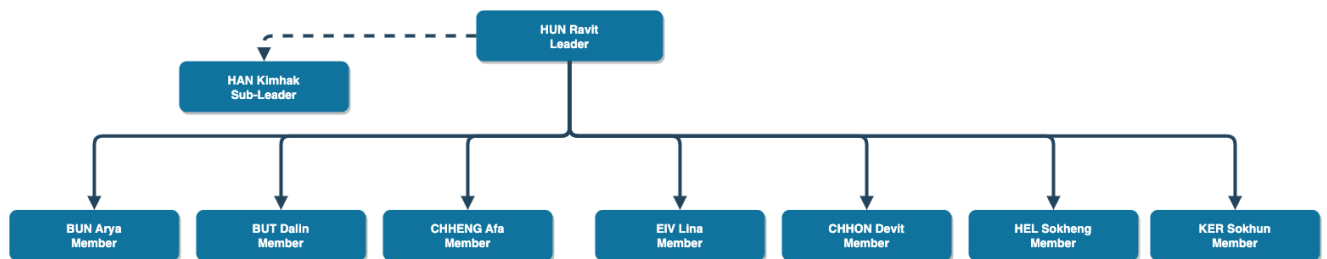 HUN Ravit
Leader
HAN Kimhak
Sub-Leader
BUN Arya
Member
BUT Dalin
Member
CHHENG Afa
Member
EIV Lina
Member
CHHON Devit
Member
HEL Sokheng
Member
KER Sokhun
Member